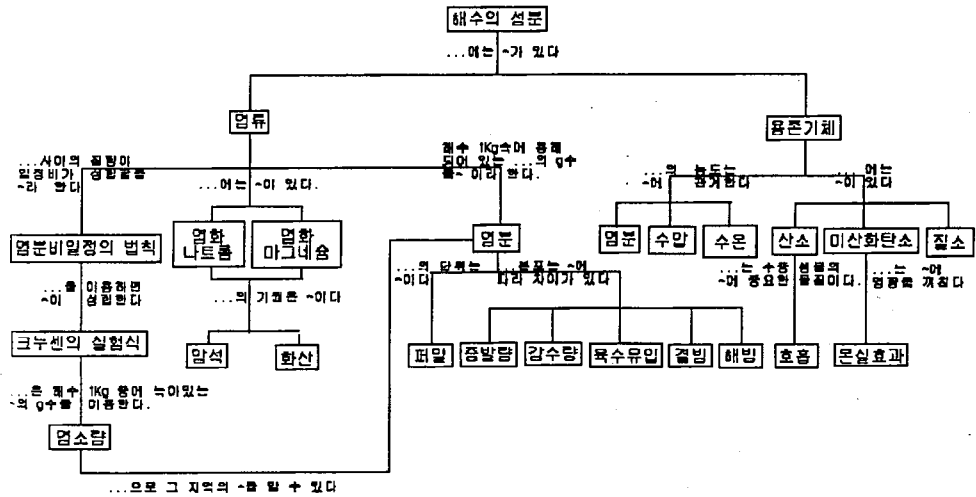 해수의 성분
...에는 ~가 있다
염류
용존기체
...사이의 질량이
일정비가 성립함을
~라 한다
...에는 ~이 있다.
해수 1Kg속에 용해
되어 있는 ...의 g수
를~ 이라 한다.
...의 농도는
~에 관계한다
...에는
~이 있다
염분비일정의 법칙
염화
나트륨
염화
마그네슘
염분
염분
수압
수온
산소
이산화탄소
질소
...를 이용하면
~이 성립한다
...의 기원은 ~이다
...의 단위는
~이다
...분포는 ~에
따라 차이가 있다
...는 수중 생물의
~에 중요한 물질이다.
...는 ~에
영향을 끼친다
크누센의 실험식
암석
화산
퍼밀
증발량
강수량
육수유입
결빙
해빙
호흡
온실효과
...은 해수 1Kg 중에 녹아있는
~의 g수를 이용한다.
염소량
...으로 그 지역의 ~를 알 수 있다